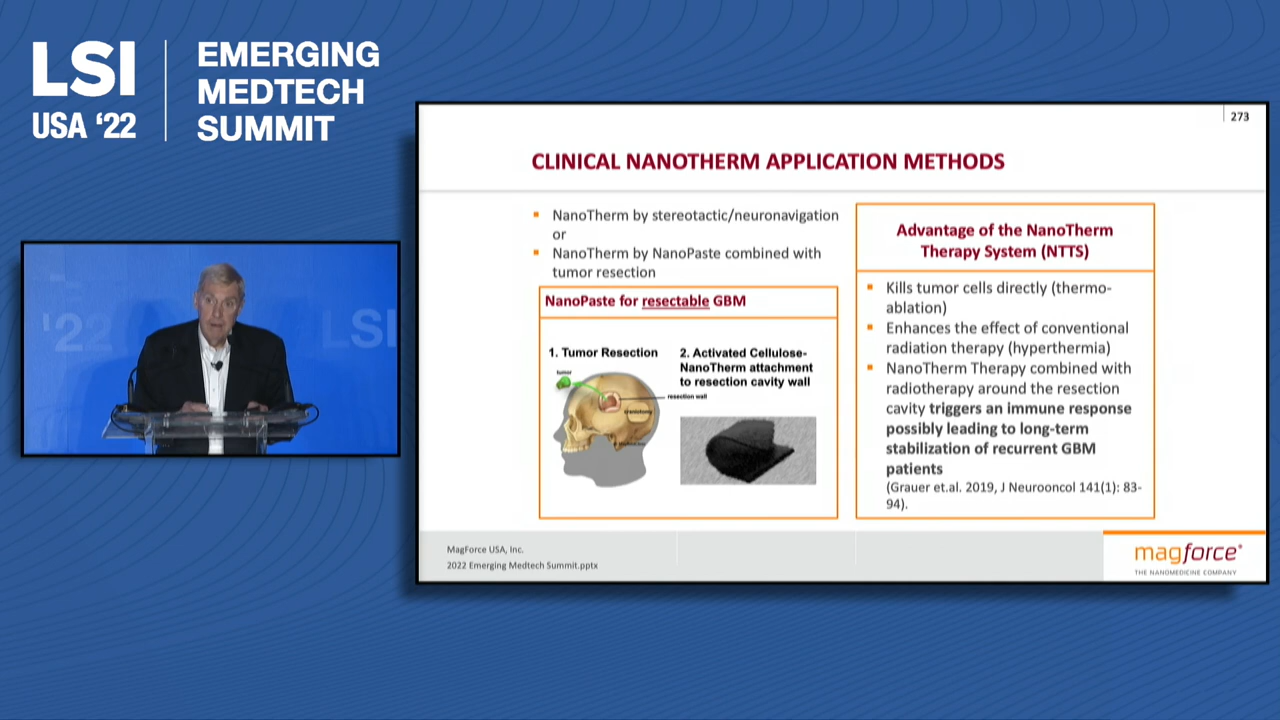 LSI
USA ‘22
EMERGING
MEDTECH
SUMMIT
'22
LSI
273
CLINICAL NANOTHERM APPLICATION METHODS
▪ NanoTherm by stereotactic/neuronavigation
or
▪ NanoTherm by NanoPaste combined with
tumor resection
NanoPaste for resectable GBM
1. Tumor Resection
tumor
resection wall
2. Activated Cellulose-
NanoTherm attachment
to resection cavity wall
Advantage of the NanoTherm
Therapy System (NTTS)
▪ Kills tumor cells directly (thermo-
ablation)
▪ Enhances the effect of conventional
radiation therapy (hyperthermia)
▪ NanoTherm Therapy combined with
radiotherapy around the resection
cavity triggers an immune response
possibly leading to long-term
stabilization of recurrent GBM
patients
(Grauer et.al. 2019, J Neurooncol 141(1): 83-
94).
MagForce USA, Inc.
2022 Emerging Medtech Summit.pptx
magforce®
THE NANOMEDICINE COMPANY